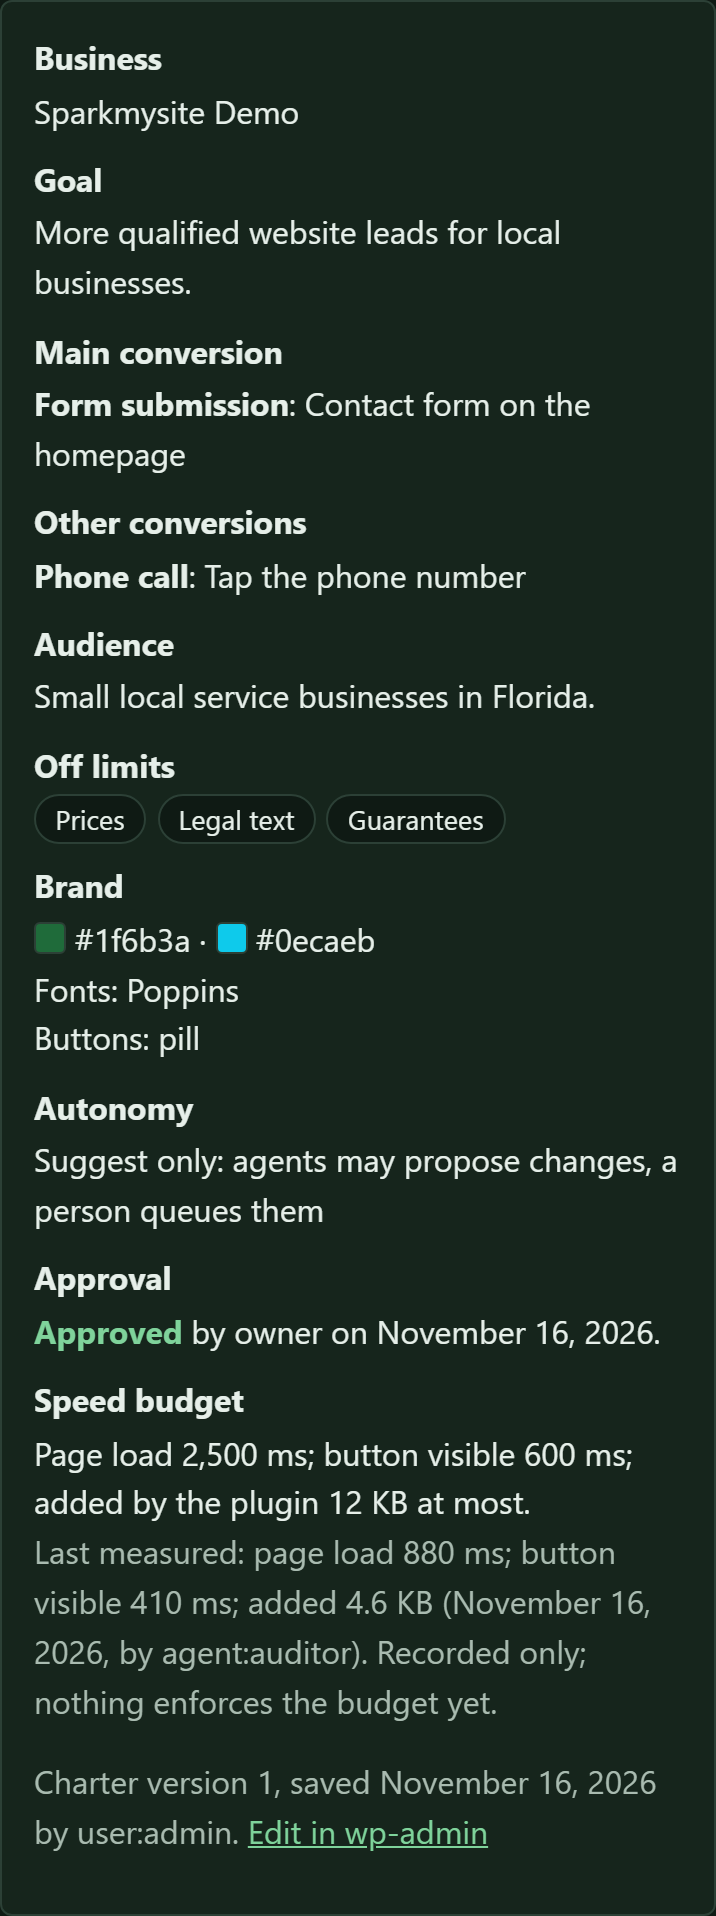 Business
Sparkmysite Demo
Goal
More qualified website leads for local
businesses.
Main conversion
Form submission: Contact form on the
homepage
Other conversions
Phone call: Tap the phone number
Audience
Small local service businesses in Florida.
Off limits
Prices Legal text Guarantees
Brand
#1f6b3a · #0ecaeb
Fonts: Poppins
Buttons: pill
Autonomy
Suggest only: agents may propose changes, a
person queues them
Approval
Approved by owner on November 16, 2026.
Speed budget
Page load 2,500 ms; button visible 600 ms;
added by the plugin 12 KB at most.
Last measured: page load 880 ms; button
visible 410 ms; added 4.6 KB (November 16,
2026, by agent:auditor). Recorded only;
nothing enforces the budget yet.
Charter version 1, saved November 16, 2026
by user:admin. Edit in wp-admin